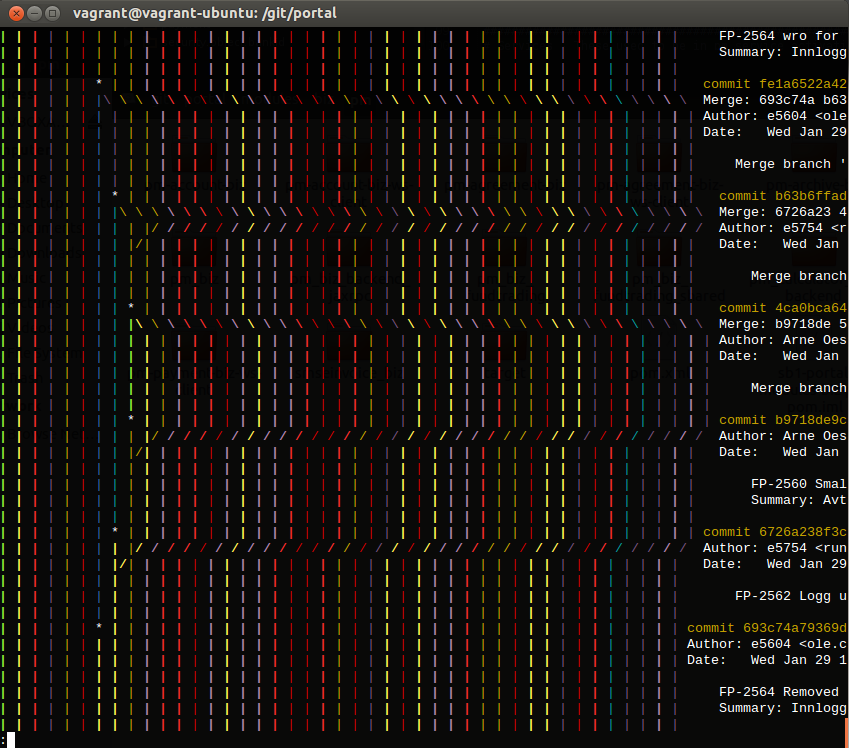 vagrant@vagrant-ubuntu: /git/portal
FP-2564 wro for
Summary: Innlogg
commit fe1a6522a42
Merge: 693c74a b63
Author: e5604 <ole
Date:   Wed Jan 29
Merge branch '
commit b63b6ffad
Merge: 6726a23 4
Author: e5754 <r
Date:   Wed Jan
Merge branch
commit 4ca0bca64
Merge: b9718de 5
Author: Arne Oes
Date:   Wed Jan
Merge branch
commit b9718de9c
Author: Arne Oes
Date:   Wed Jan
FP-2560 Smal
Summary: Avt
commit 6726a238f3c
Author: e5754 <run
Date:   Wed Jan 29
FP-2562 Logg u
commit 693c74a79369d
Author: e5604 <ole.c
Date:   Wed Jan 29 1
FP-2564 Removed
Summary: Innlogg
: